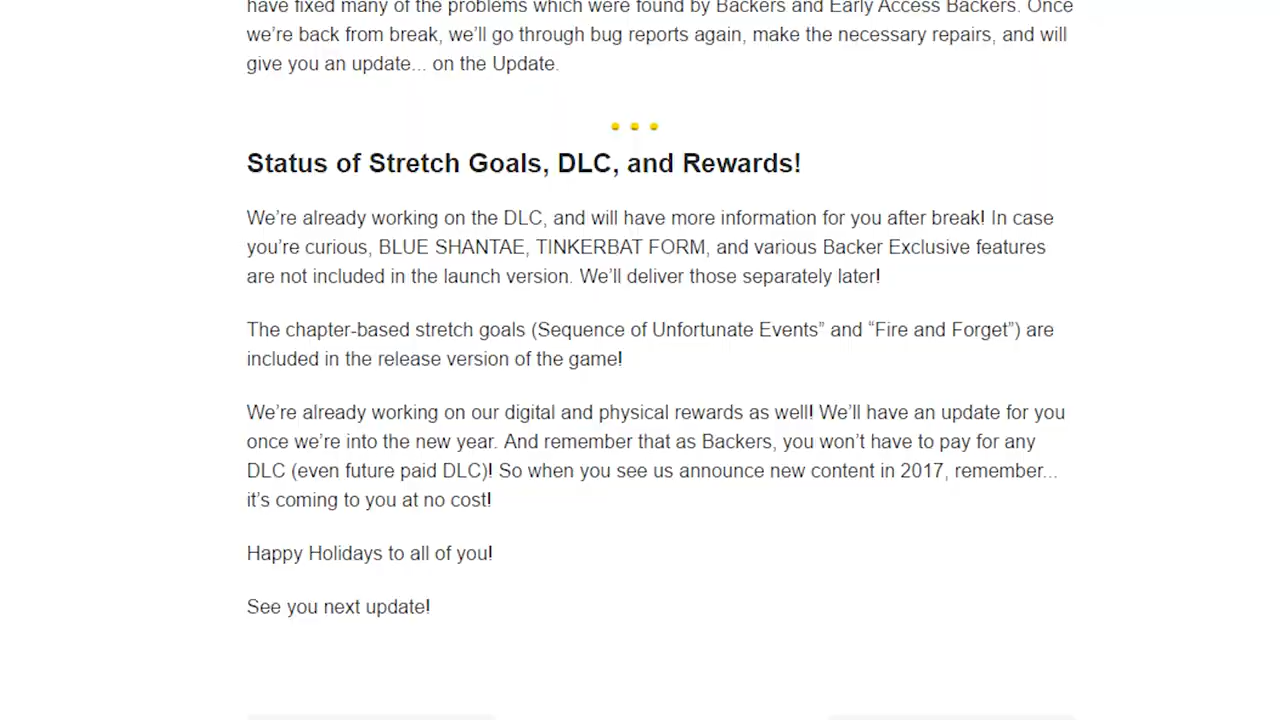 have fixed many of the problems which were found by Backers and Early Access Backers. Once
we’re back from break, we’ll go through bug reports again, make the necessary repairs, and will
give you an update... on the Update.
Status of Stretch Goals, DLC, and Rewards!
We’re already working on the DLC, and will have more information for you after break! In case
you’re curious, BLUE SHANTAE, TINKERBAT FORM, and various Backer Exclusive features
are not included in the launch version. We’ll deliver those separately later!
The chapter-based stretch goals (Sequence of Unfortunate Events” and “Fire and Forget”) are
included in the release version of the game!
We’re already working on our digital and physical rewards as well! We’ll have an update for you
once we’re into the new year. And remember that as Backers, you won’t have to pay for any
DLC (even future paid DLC)! So when you see us announce new content in 2017, remember...
it’s coming to you at no cost!
Happy Holidays to all of you!
See you next update!